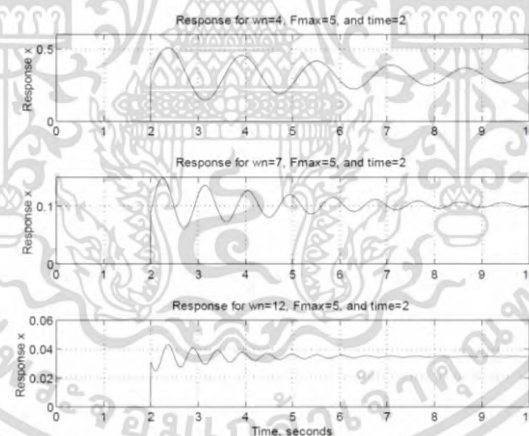 Response for wn=4, Fmax=5, and time=2
Response x
0.5
0
0 1 2 3 4 5 6 7 8 9 10
Response for wn=7, Fmax=5, and time=2
Response x
0.1
0
0 1 2 3 4 5 6 7 8 9
Response for wn=12, Fmax=5, and time=2
Response x
0.06
0.04
0.02
0
0 1 2 3 4 5 6 7 8 9
Time, seconds